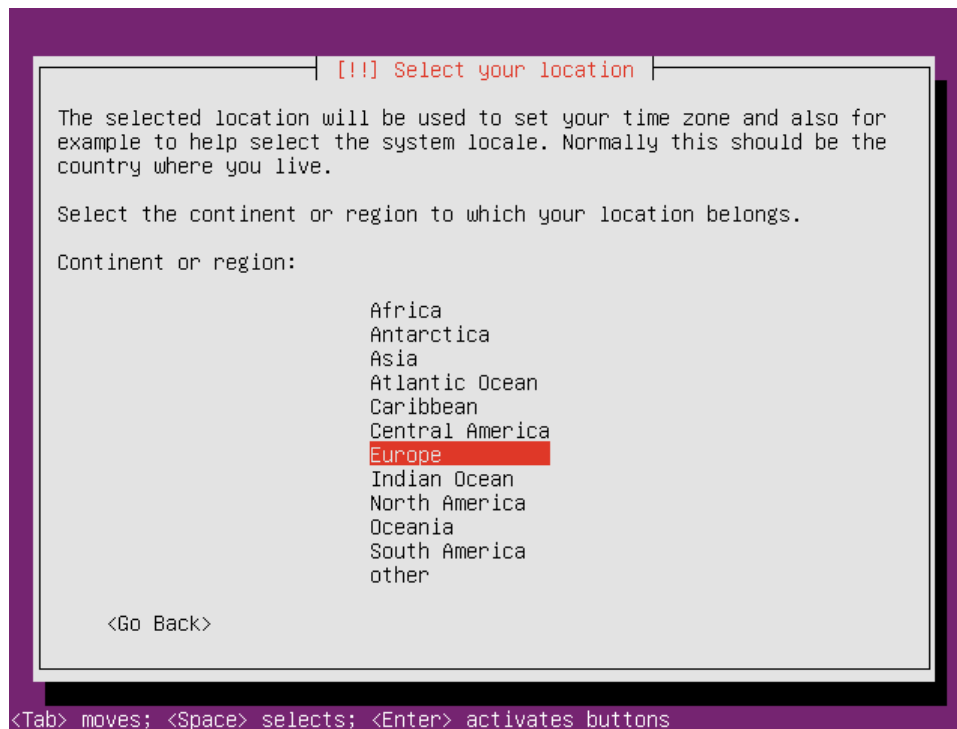 [!!] Select your location
The selected location will be used to set your time zone and also for
example to help select the system locale. Normally this should be the
country where you live.
Select the continent or region to which your location belongs.
Continent or region:
Africa
Antarctica
Asia
Atlantic Ocean
Caribbean
Central America
Europe
Indian Ocean
North America
Oceania
South America
other
<Go Back>
<Tab> moves; <Space> selects; <Enter> activates buttons